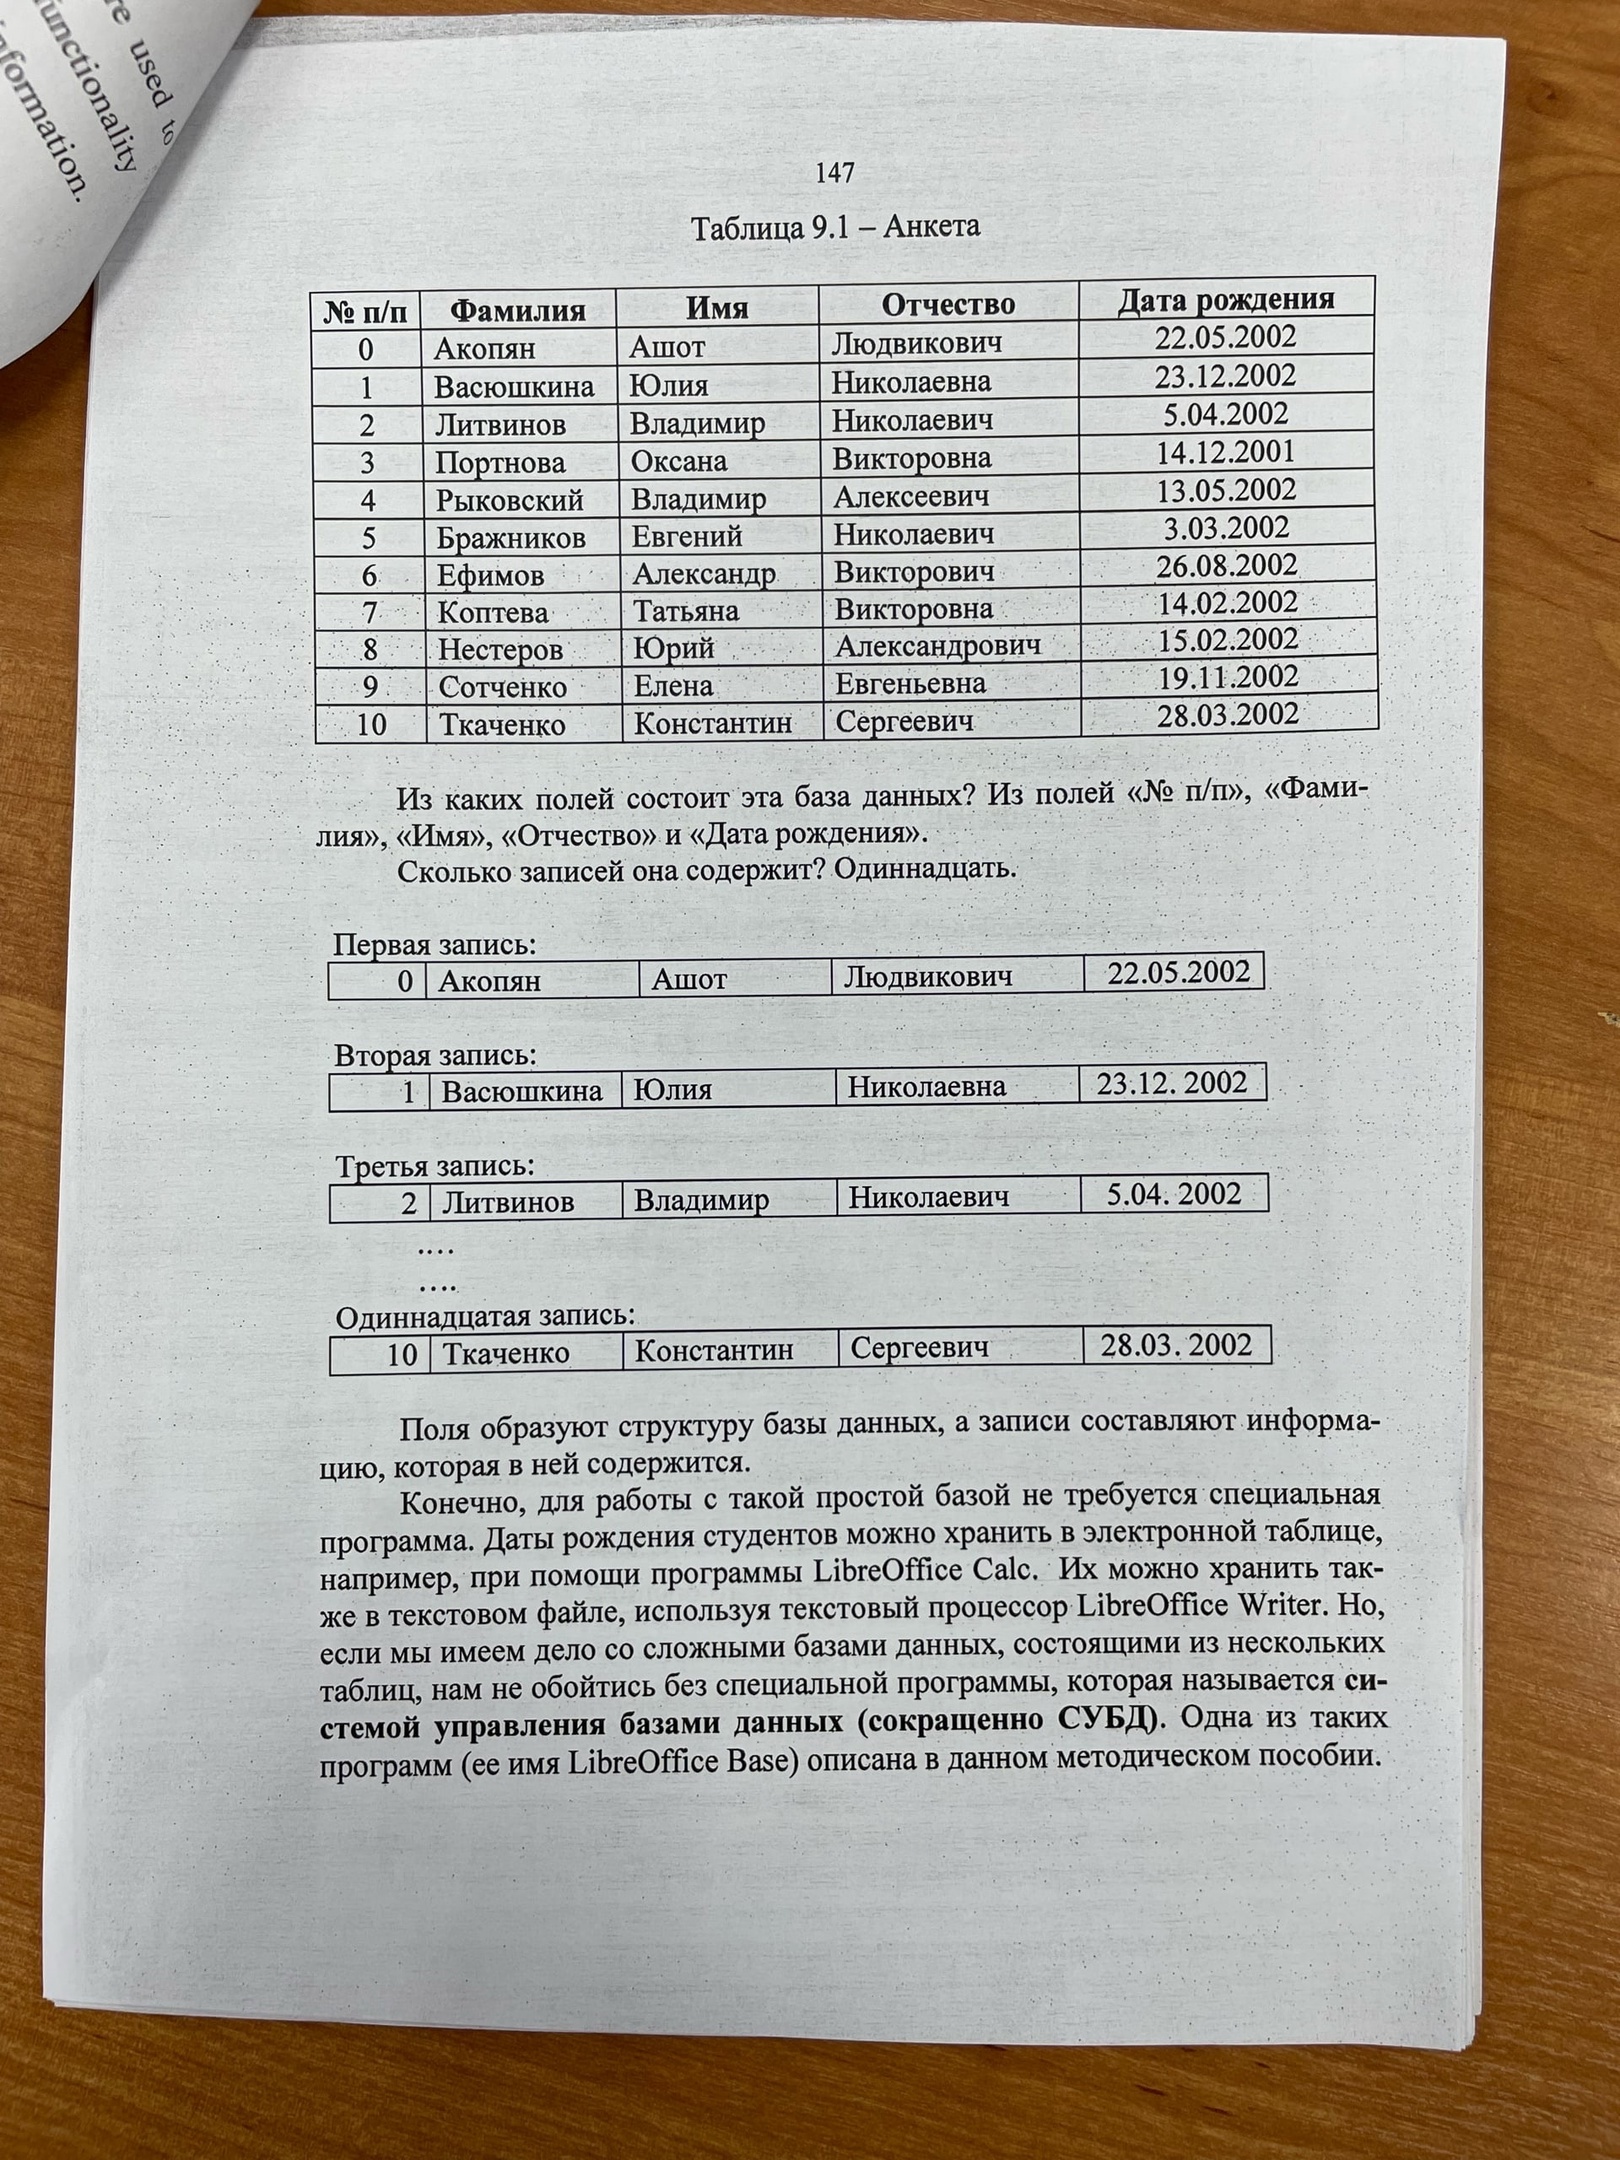 re used to
functionality
nformation.
147
Таблица 9.1 – Анкета
№ п/п Фамилия Имя Отчество Дата рождения
0 Акопян Ашот Людвикович 22.05.2002
1 Васюшкина Юлия Николаевна 23.12.2002
2 Литвинов Владимир Николаевич 5.04.2002
3 Портнова Оксана Викторовна 14.12.2001
4 Рыковский Владимир Алексеевич 13.05.2002
5 Бражников Евгений Николаевич 3.03.2002
6 Ефимов Александр Викторович 26.08.2002
7 Коптева Татьяна Викторовна 14.02.2002
8 Нестеров Юрий Александрович 15.02.2002
9 Сотченко Елена Евгеньевна 19.11.2002
10 Ткаченко Константин Сергеевич 28.03.2002
Из каких полей состоит эта база данных? Из полей «№ п/п», «Фами-
лия», «Имя», «Отчество» и «Дата рождения».
Сколько записей она содержит? Одиннадцать.
Первая запись:
0 Акопян Ашот Людвикович 22.05.2002
Вторая запись:
1 Васюшкина Юлия Николаевна 23.12. 2002
Третья запись:
2 Литвинов Владимир Николаевич 5.04. 2002
....
....
Одиннадцатая запись:
10 Ткаченко Константин Сергеевич 28.03. 2002
Поля образуют структуру базы данных, а записи составляют информа-
цию, которая в ней содержится.
Конечно, для работы с такой простой базой не требуется специальная
программа. Даты рождения студентов можно хранить в электронной таблице,
например, при помощи программы LibreOffice Calc. Их можно хранить так-
же в текстовом файле, используя текстовый процессор LibreOffice Writer. Но,
если мы имеем дело со сложными базами данных, состоящими из нескольких
таблиц, нам не обойтись без специальной программы, которая называется си-
стемой управления базами данных (сокращенно СУБД). Одна из таких
программ (ее имя LibreOffice Base) описана в данном методическом пособии.